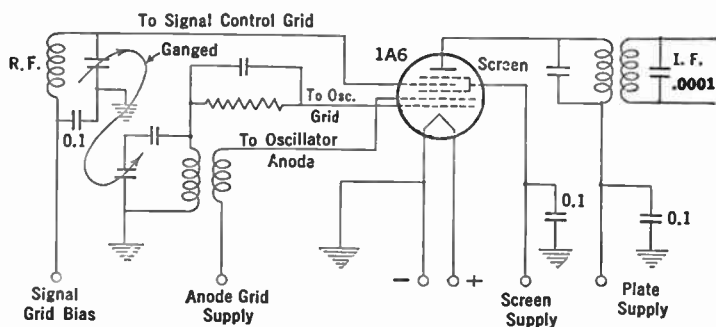 To Signal Control Grid
Ganged
R.F.
1A6
Screen
I. F.
.0001
To Osc.
Grid
0.1
To Oscillator
Anoda
0.1
0.1
− +
Signal
Grid Bias
Anode Grid
Supply
Screen
Supply
Plate
Supply